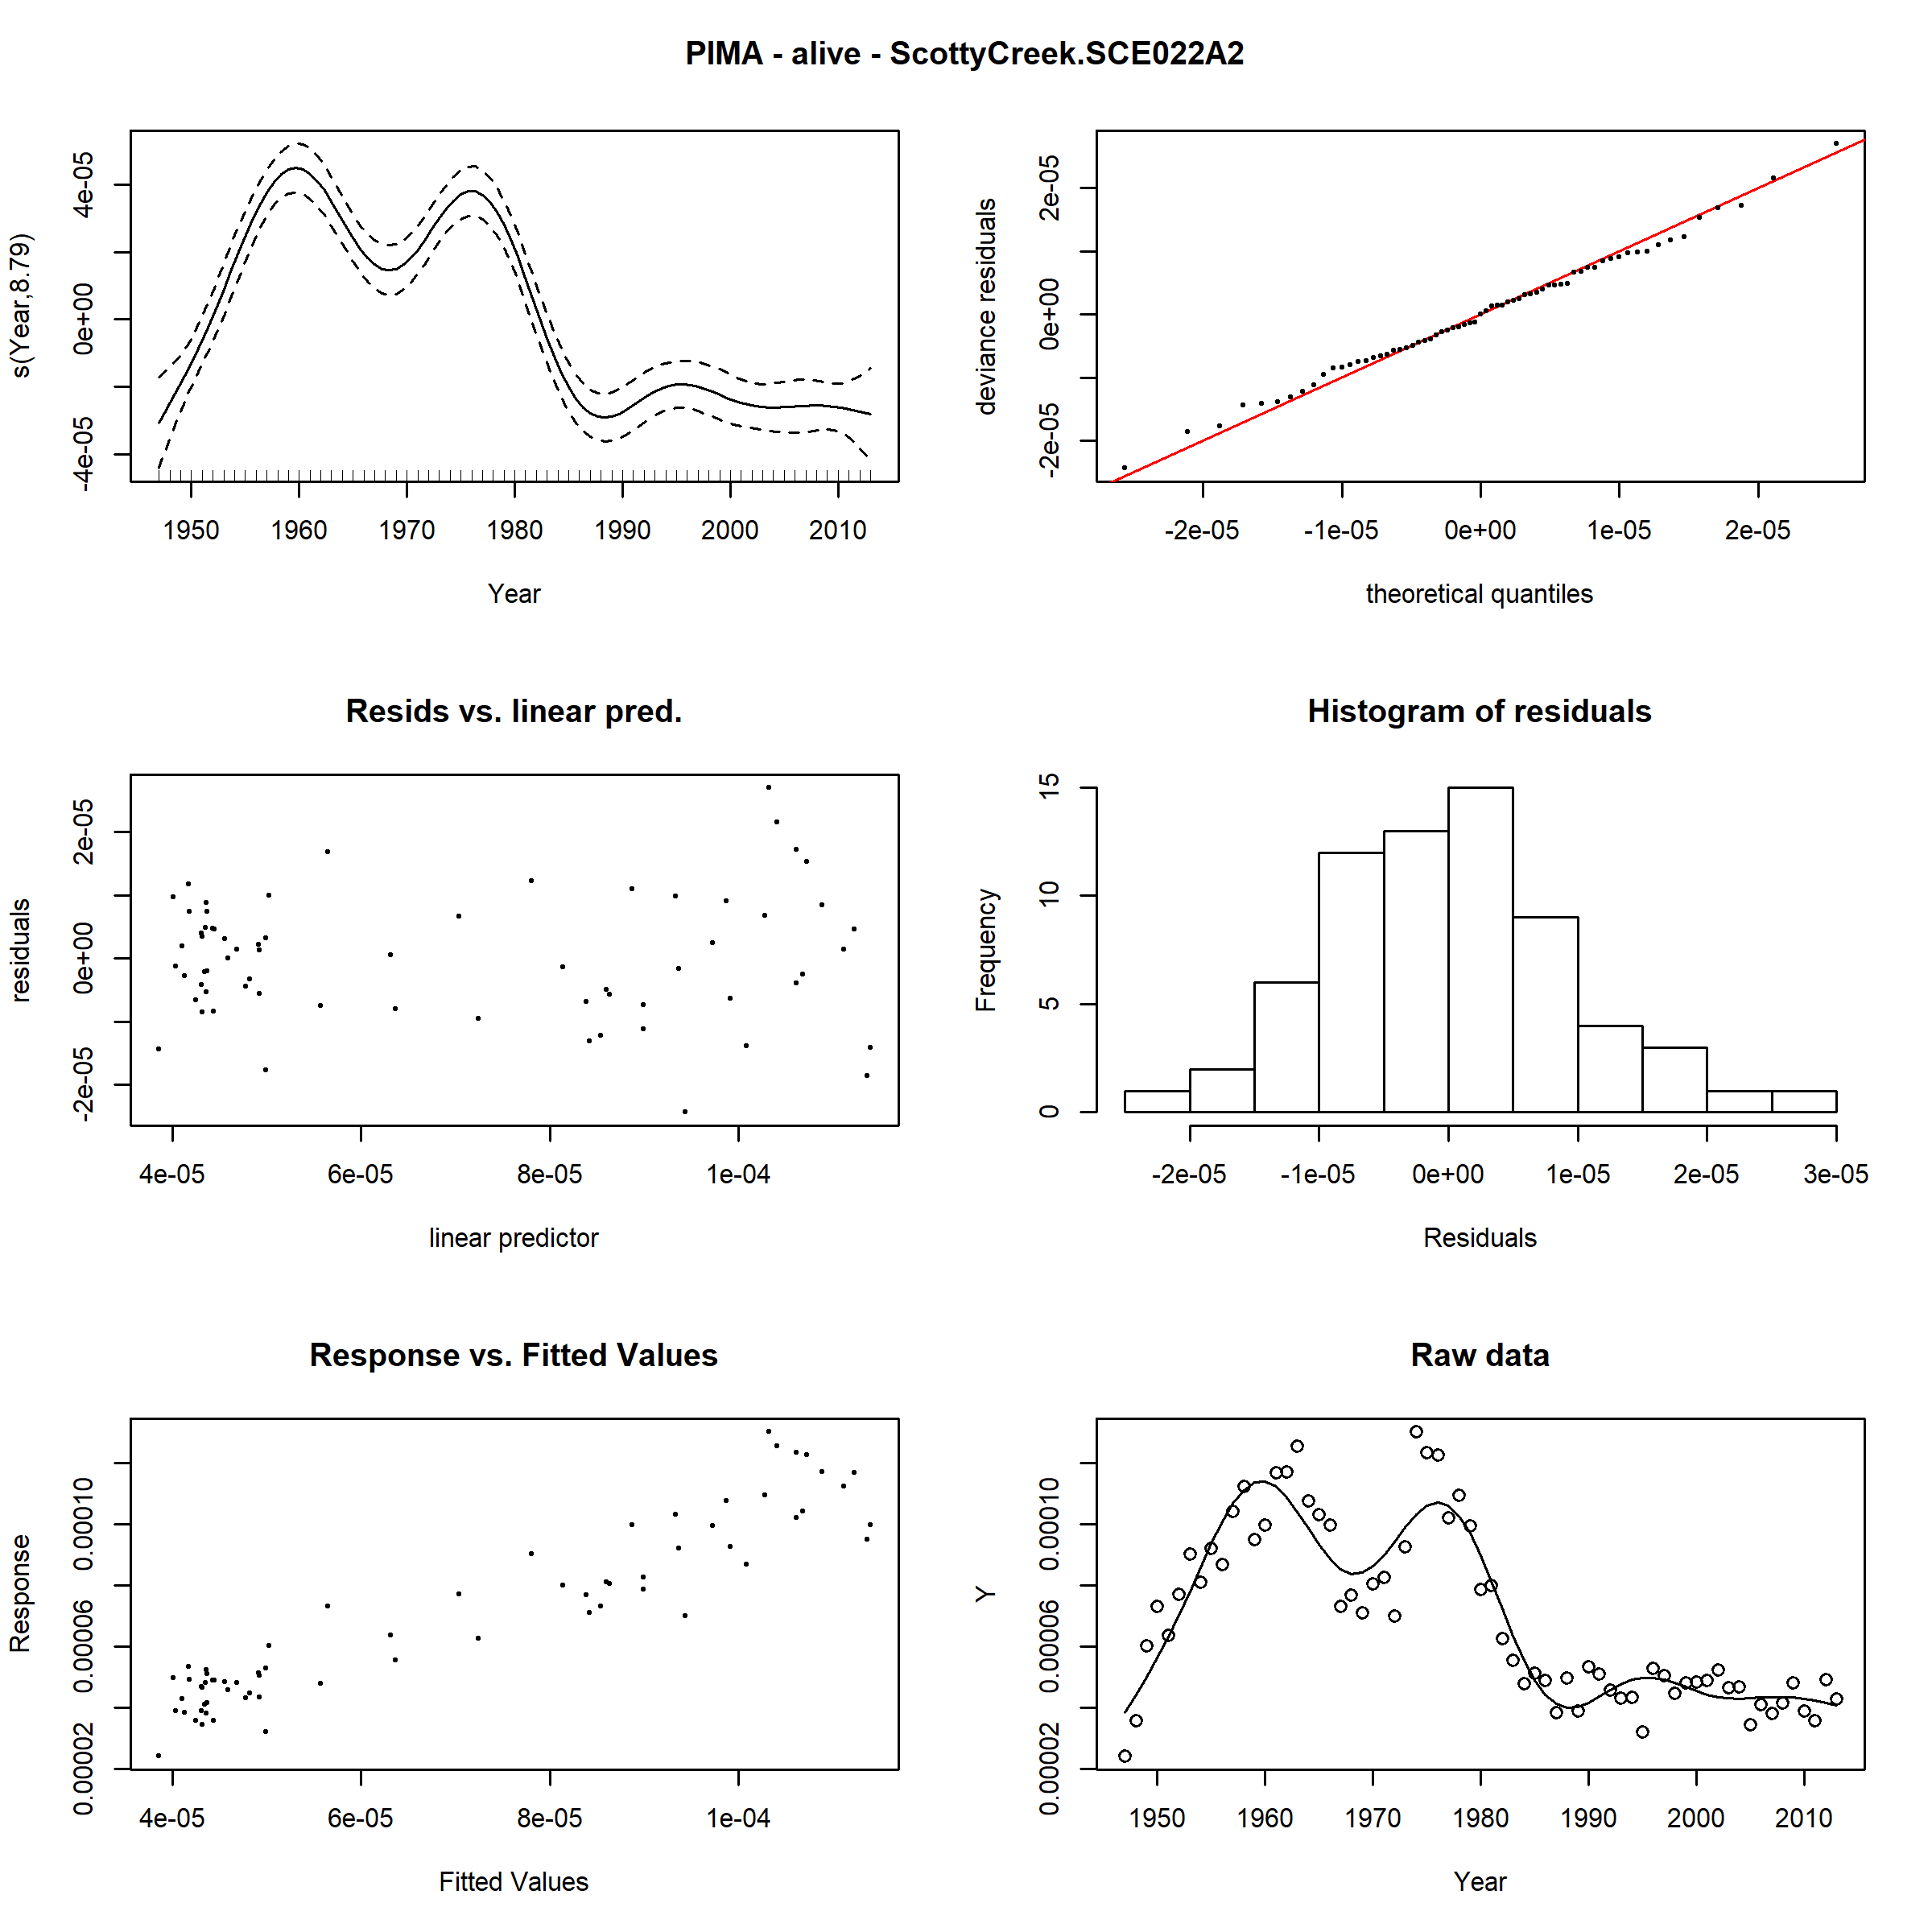 PIMA - alive - ScottyCreek.SCE022A2
s(Year,8.79)
-4e-05 0e+00 4e-05
1950 1960 1970 1980 1990 2000 2010
Year
deviance residuals
-2e-05 0e+00 2e-05
-2e-05 -1e-05 0e+00 1e-05 2e-05
theoretical quantiles
Resids vs. linear pred.
residuals
-2e-05 0e+00 2e-05
4e-05 6e-05 8e-05 1e-04
linear predictor
Histogram of residuals
Frequency
0 5 10 15
-2e-05 -1e-05 0e+00 1e-05 2e-05 3e-05
Residuals
Response vs. Fitted Values
Response
0.00002 0.00006 0.00010
4e-05 6e-05 8e-05 1e-04
Fitted Values
Raw data
Y
0.00002 0.00006 0.00010
1950 1960 1970 1980 1990 2000 2010
Year